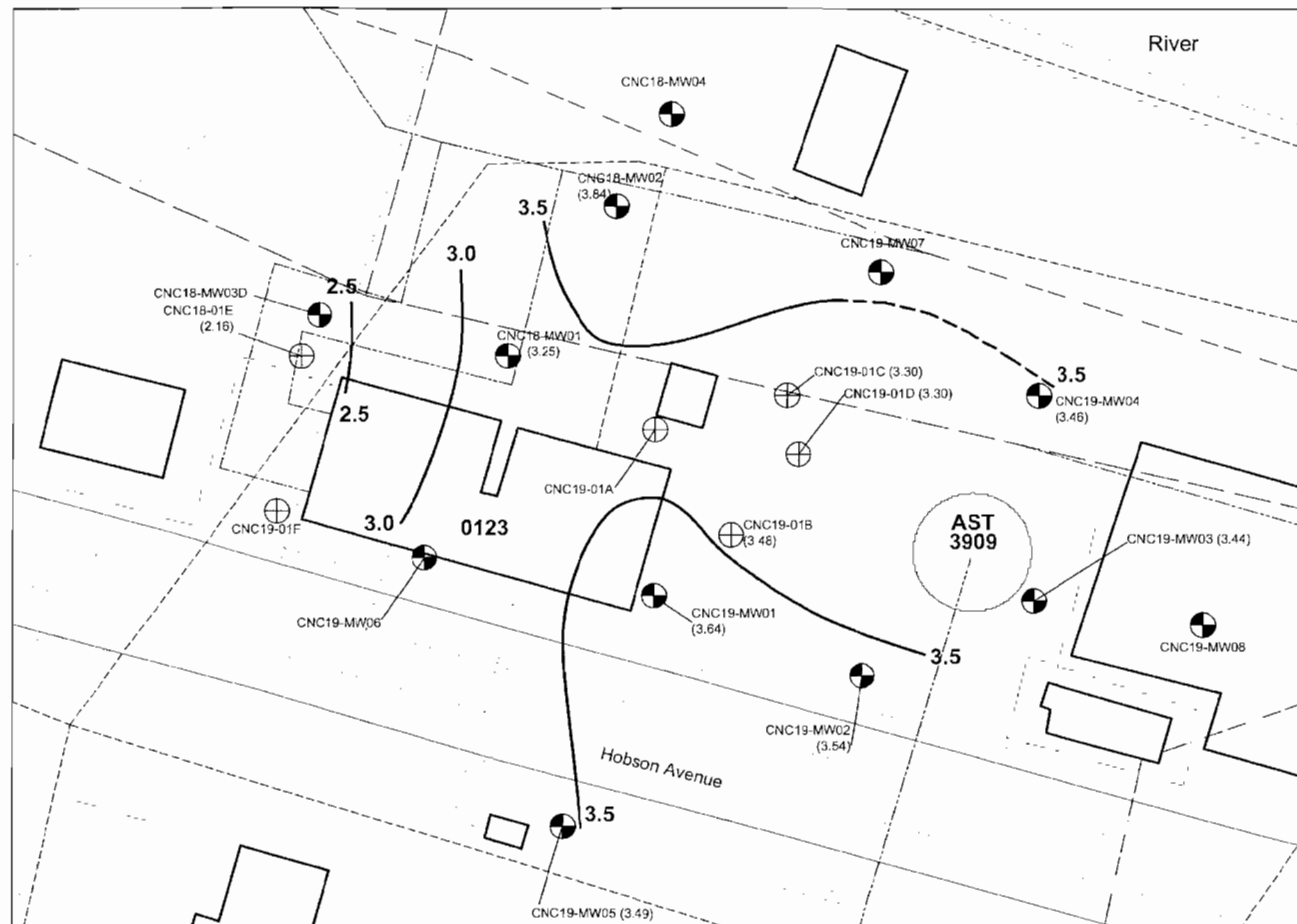 River
CNC18-MW04
CNC18-MW02
(3.84)
3.5
3.0
CNC19-MW07
2.5
CNC18-MW03D
CNC18-01E
(2.16)
CNC18-MW01
(3.25)
CNC19-01C (3.30)
3.5
CNC19-01D (3.30)
CNC19-MW04
(3.46)
2.5
CNC19-01A
3.0
0123
CNC19-01F
CNC19-01B
(3.48)
AST
3909
CNC19-MW03 (3.44)
CNC19-MW06
CNC19-MW01
(3.64)
CNC19-MW08
3.5
CNC19-MW02
(3.54)
Hobson Avenue
3.5
CNC19-MW05 (3.49)